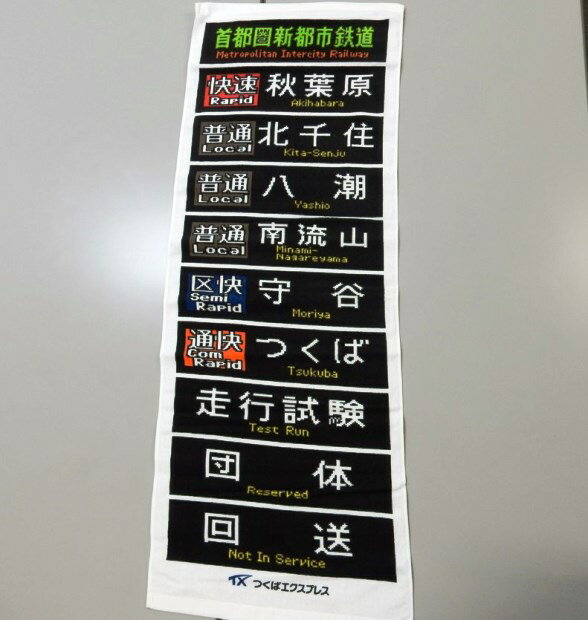 首都圏新都市鉄道
Metropolitan Intercity Railway
快速 秋葉原
Rapid Akihabara
普通 北千住
Local Kita-Senju
普通 八潮
Local Yashio
普通 南流山
Local Minami-
Nagareyama
区快 守谷
Semi
Rapid Moriya
通快 つくば
Com
Rapid Tsukuba
走行試験
Test Run
団体
Reserved
回送
Not In Service
TX つくばエクスプレス